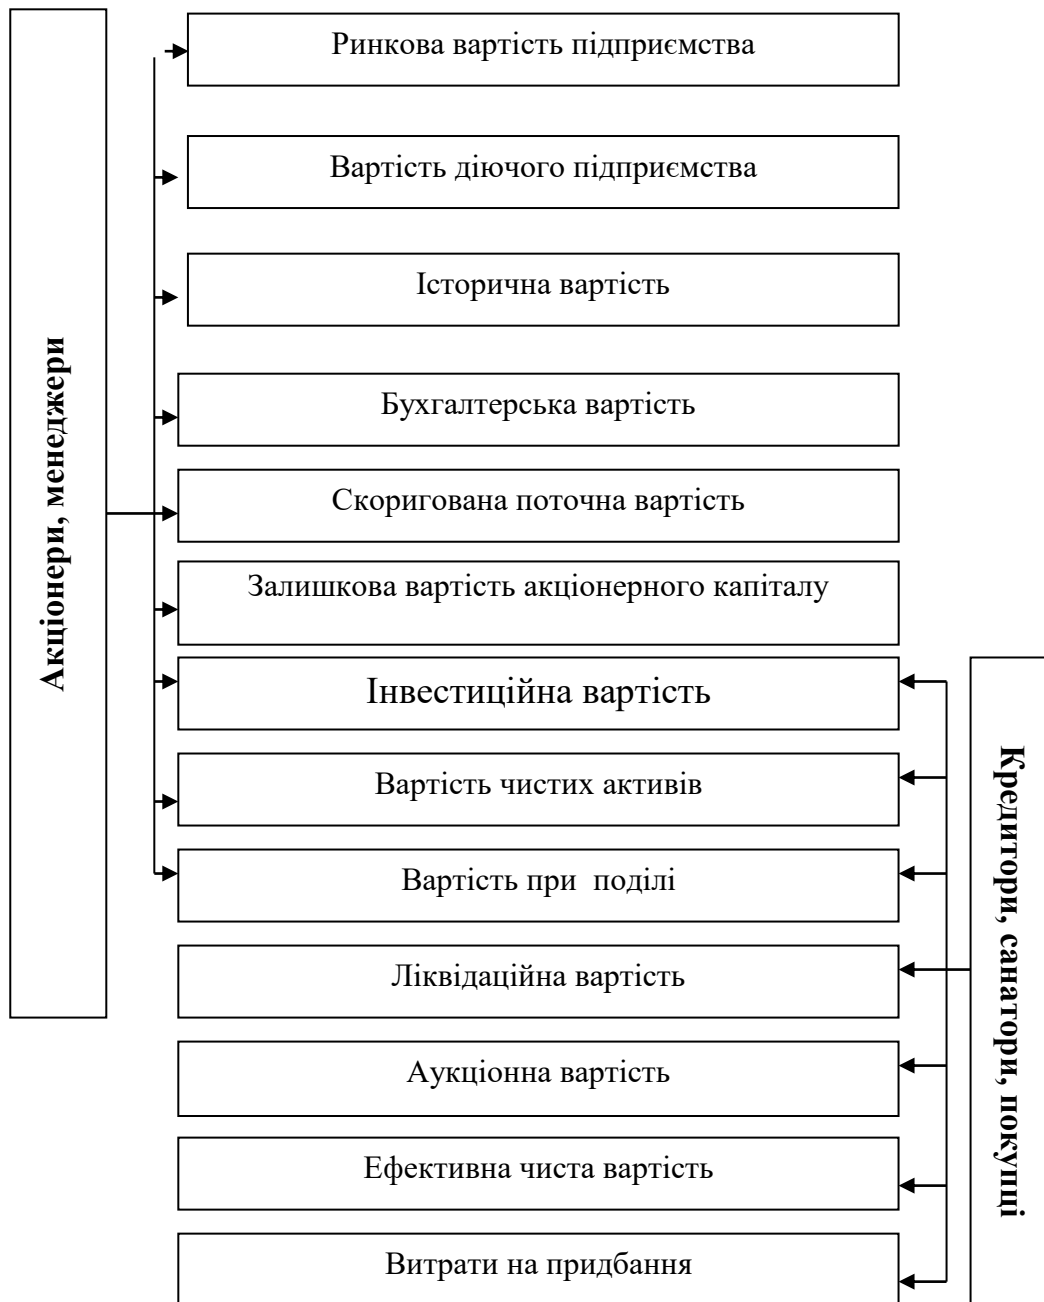 Акціонери, менеджери
Ринкова вартість підприємства
Вартість діючого підприємства
Історична вартість
Бухгалтерська вартість
Скоригована поточна вартість
Залишкова вартість акціонерного капіталу
Інвестиційна вартість
Вартість чистих активів
Вартість при  поділі
Ліквідаційна вартість
Аукціонна вартість
Ефективна чиста вартість
Витрати на придбання
Кредитори, санатори, покупці